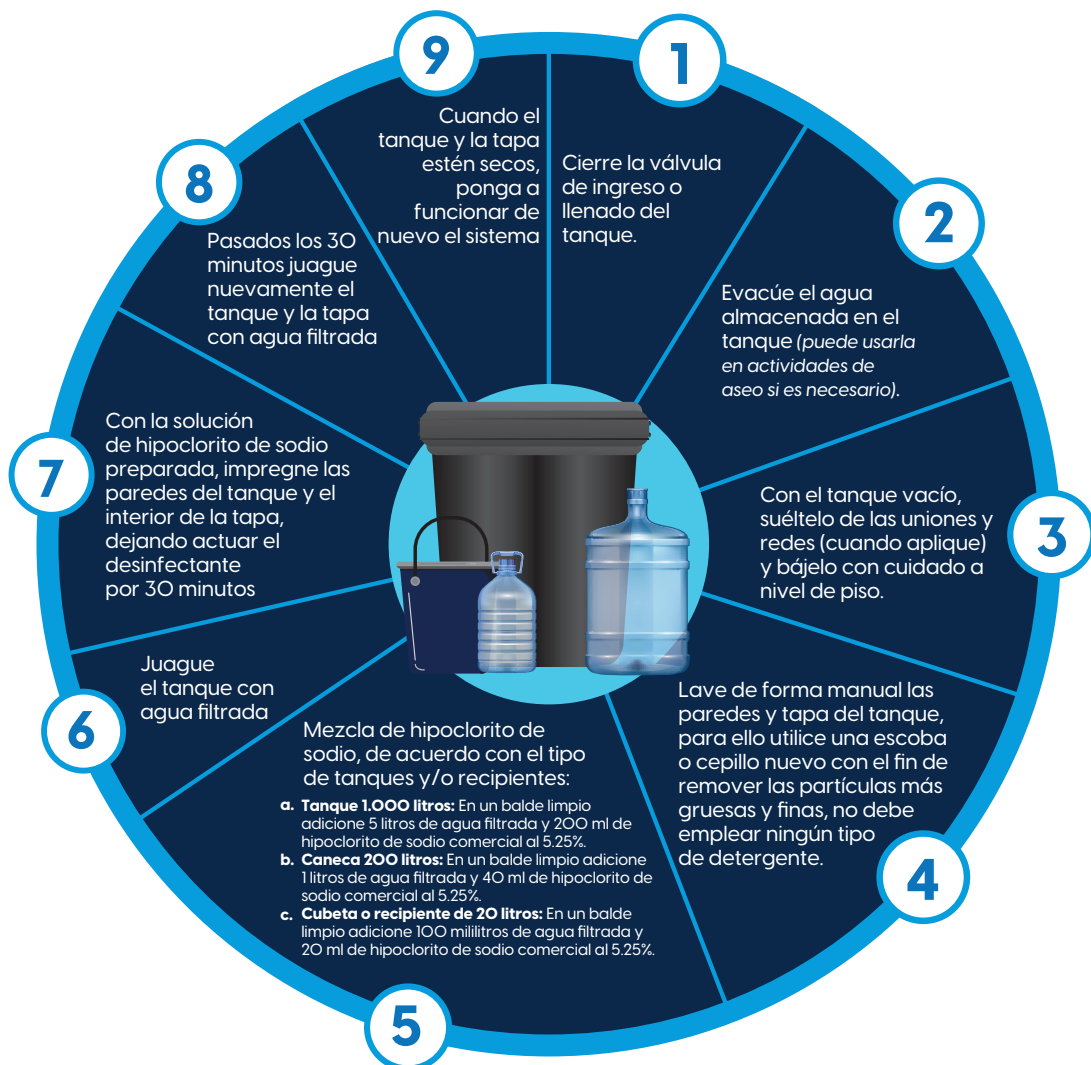 1
Cierre la válvula
de ingreso o
llenado del
tanque.
2
Evacúe el agua
almacenada en el
tanque (puede usarla
en actividades de
aseo si es necesario).
3
Con el tanque vacío,
suéltelo de las uniones y
redes (cuando aplique)
y bájelo con cuidado a
nivel de piso.
4
Lave de forma manual las
paredes y tapa del tanque,
para ello utilice una escoba
o cepillo nuevo con el fin de
remover las partículas más
gruesas y finas, no debe
emplear ningún tipo
de detergente.
5
Mezcla de hipoclorito de
sodio, de acuerdo con el tipo
de tanques y/o recipientes:
a. Tanque 1.000 litros: En un balde limpio
adicione 5 litros de agua filtrada y 200 ml de
hipoclorito de sodio comercial al 5.25%.
b. Caneca 200 litros: En un balde limpio adicione
1 litros de agua filtrada y 40 ml de hipoclorito de
sodio comercial al 5.25%.
c. Cubeta o recipiente de 20 litros: En un balde
limpio adicione 100 mililitros de agua filtrada y
20 ml de hipoclorito de sodio comercial al 5.25%.
6
Juague
el tanque con
agua filtrada
7
Con la solución
de hipoclorito de sodio
preparada, impregne las
paredes del tanque y el
interior de la tapa,
dejando actuar el
desinfectante
por 30 minutos
8
Pasados los 30
minutos juague
nuevamente el
tanque y la tapa
con agua filtrada
9
Cuando el
tanque y la tapa
estén secos,
ponga a
funcionar de
nuevo el sistema